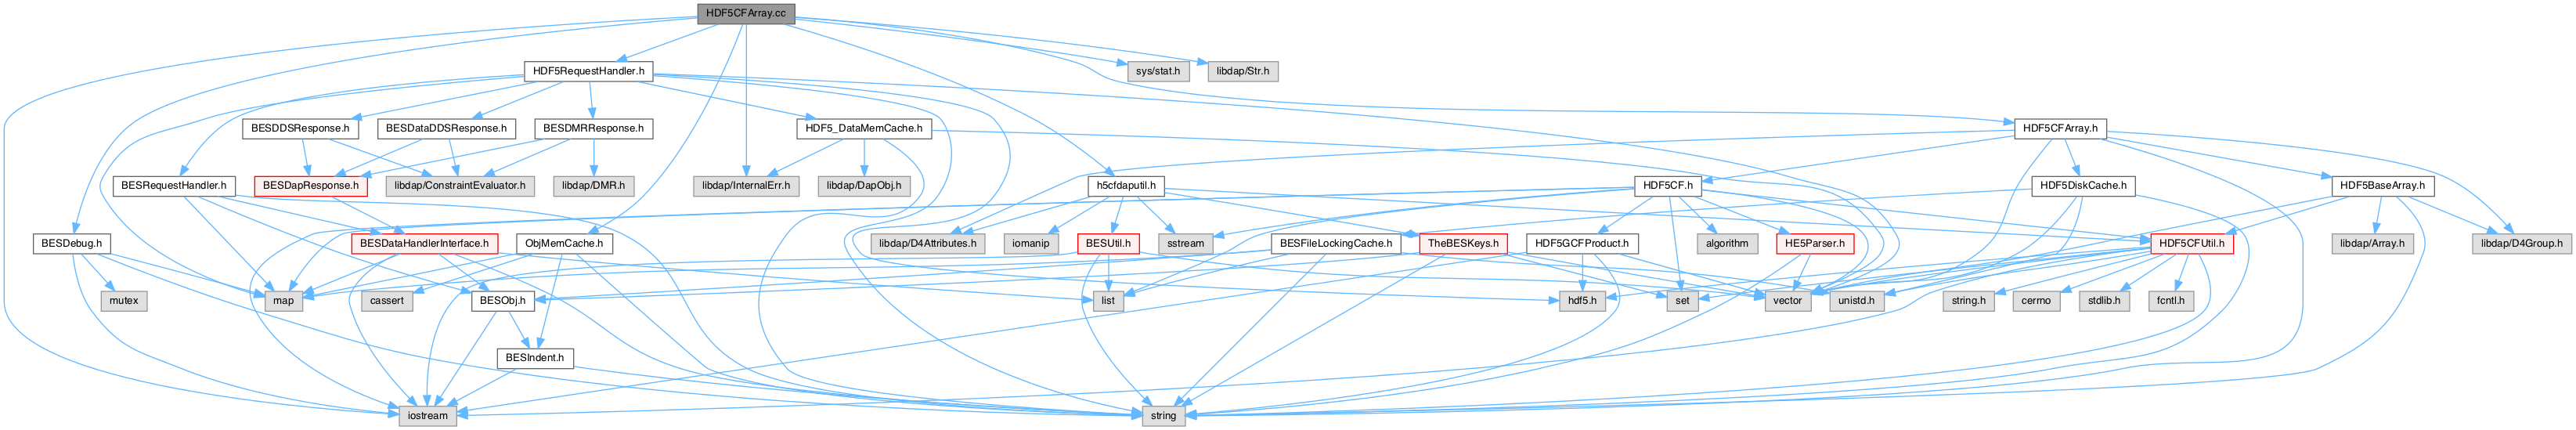 HDF5CFArray.cc
HDF5RequestHandler.h
sys/stat.h
libdap/Str.h
BESDDSResponse.h
BESDataDDSResponse.h
BESDMRResponse.h
HDF5_DataMemCache.h
HDF5CFArray.h
BESRequestHandler.h
BESDapResponse.h
libdap/ConstraintEvaluator.h
libdap/DMR.h
libdap/InternalErr.h
libdap/DapObj.h
h5cfdaputil.h
HDF5CF.h
HDF5DiskCache.h
HDF5BaseArray.h
BESDebug.h
BESDataHandlerInterface.h
ObjMemCache.h
libdap/D4Attributes.h
iomanip
BESUtil.h
sstream
BESFileLockingCache.h
TheBESKeys.h
HDF5GCFProduct.h
algorithm
HE5Parser.h
HDF5CFUtil.h
libdap/Array.h
libdap/D4Group.h
mutex
map
cassert
BESObj.h
list
hdf5.h
set
vector
unistd.h
string.h
cerrno
stdlib.h
fcntl.h
BESIndent.h
iostream
string